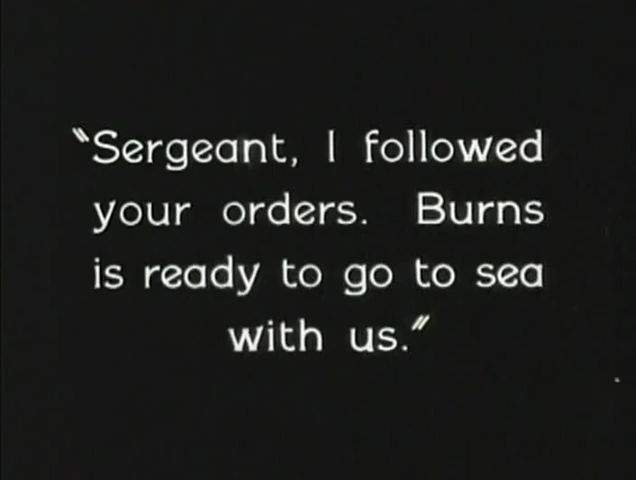 "Sergeant, I followed
your orders. Burns
is ready to go to sea
with us."